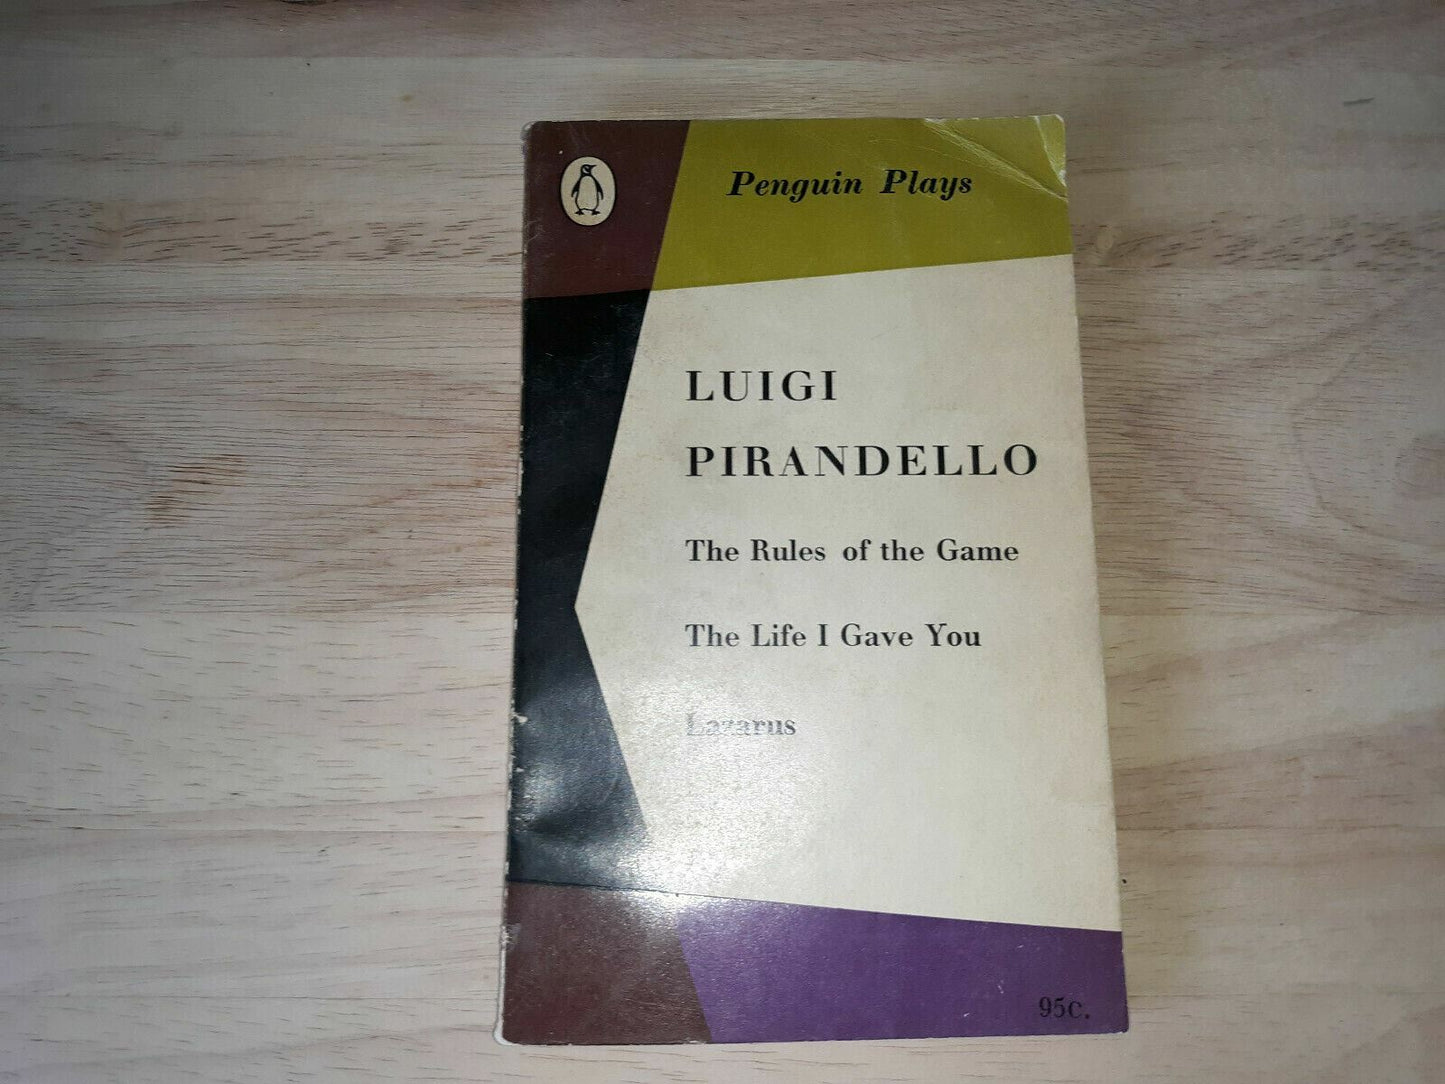 Penguin Plays
LUIGI
PIRANDELLO
The Rules of the Game
The Life I Gave You
Lazarus
95c.